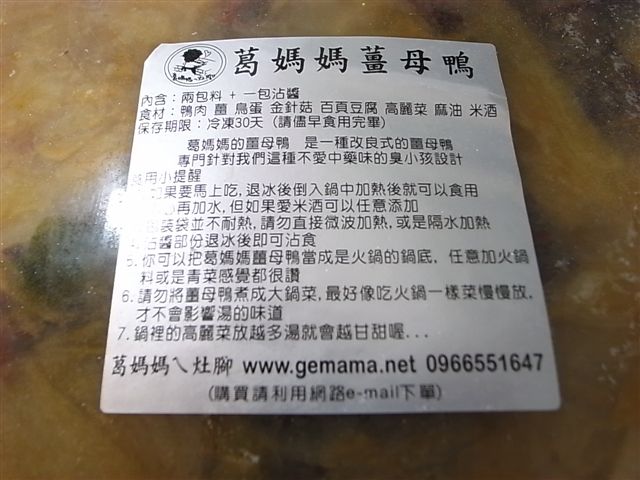 葛媽媽薑母鴨
內含：兩包料 + 一包沾醬
食材：鴨肉 薑 鳥蛋 金針菇 百頁豆腐 高麗菜 麻油 米酒
保存期限：冷凍30天 (請儘早食用完畢)
葛媽媽的薑母鴨 是一種改良式的薑母鴨
專門針對我們這種不愛中藥味的臭小孩設計
用小提醒
如果要馬上吃,退冰後倒入鍋中加熱後就可以食用
再加水,但如果愛米酒可以任意添加
裝袋並不耐熱,請勿直接微波加熱,或是隔水加熱
沾醬部份退冰後即可沾食
5. 你可以把葛媽媽薑母鴨當成是火鍋的鍋底, 任意加火鍋
料或是青菜感覺都很讚
6. 請勿將薑母鴨煮成大鍋菜,最好像吃火鍋一樣菜慢慢放,
才不會影響湯的味道
7. 鍋裡的高麗菜放越多湯就會越甘甜喔...
葛媽媽ㄟ灶腳 www.gemama.net 0966551647
(購買請利用網路e-mail下單)